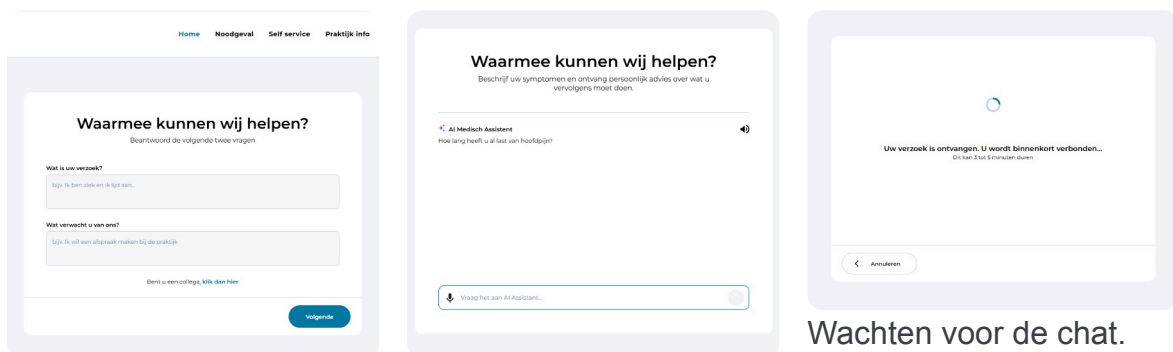 Home Noodgeval Self service Praktijk info
Waarmee kunnen wij helpen?
Beantwoord de volgende twee vragen
Wat is uw verzoek?
bijv. Ik ben ziek en ik lijd aan...
Wat verwacht u van ons?
bijv. Ik wil een afspraak maken bij de praktijk
Bent u een collega, klik dan hier
Volgende
Waarmee kunnen wij helpen?
Beschrijf uw symptomen en ontvang persoonlijk advies over wat u
vervolgens moet doen.
AI Medisch Assistent
Hoe lang heeft u al last van hoofdpijn?
Vraag het aan AI Assistant...
Uw verzoek is ontvangen. U wordt binnenkort verbonden...
Dit kan 3 tot 5 minuten duren
Annuleren
Wachten voor de chat.